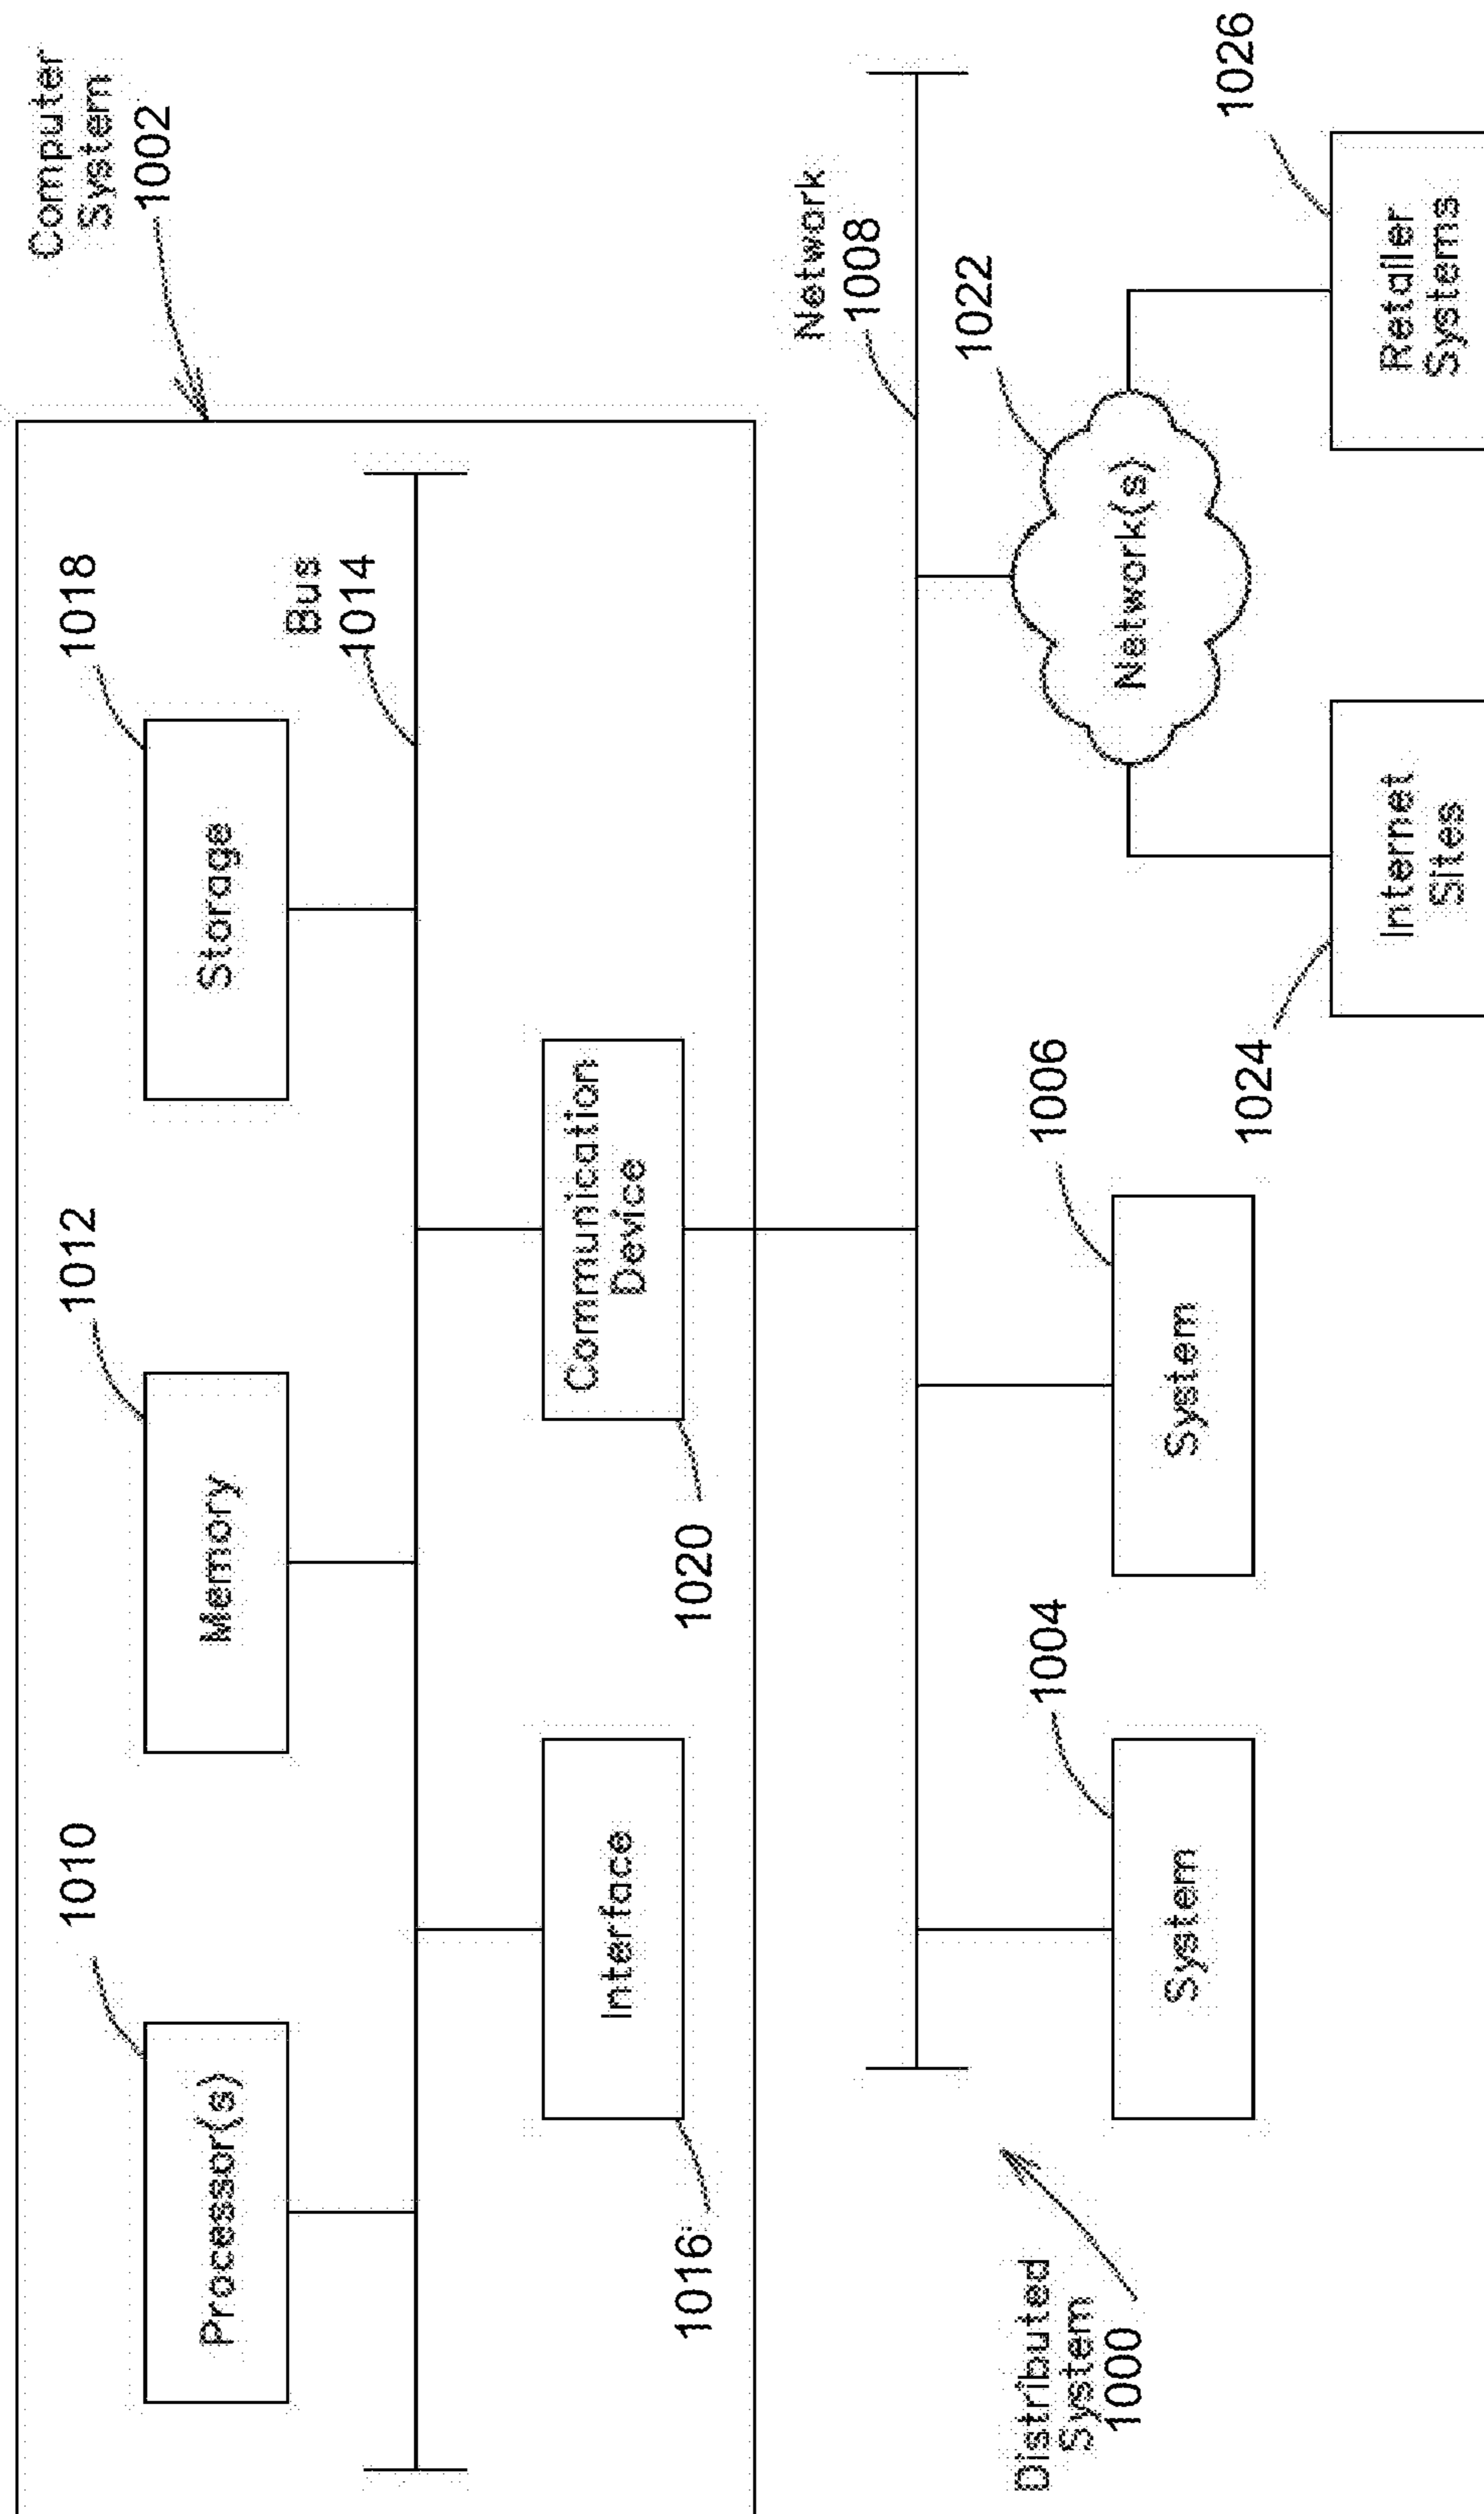 Computer
System
1002
1010
1012
1018
Processor(s)
Memory
Storage
Bus
1014
Interface
Communication
Device
1016
1020
Network
1008
Distributed
System
1000
1004
1006
1022
System
System
Network(s)
1024
1026
Internet
Sites
Retailer
Systems